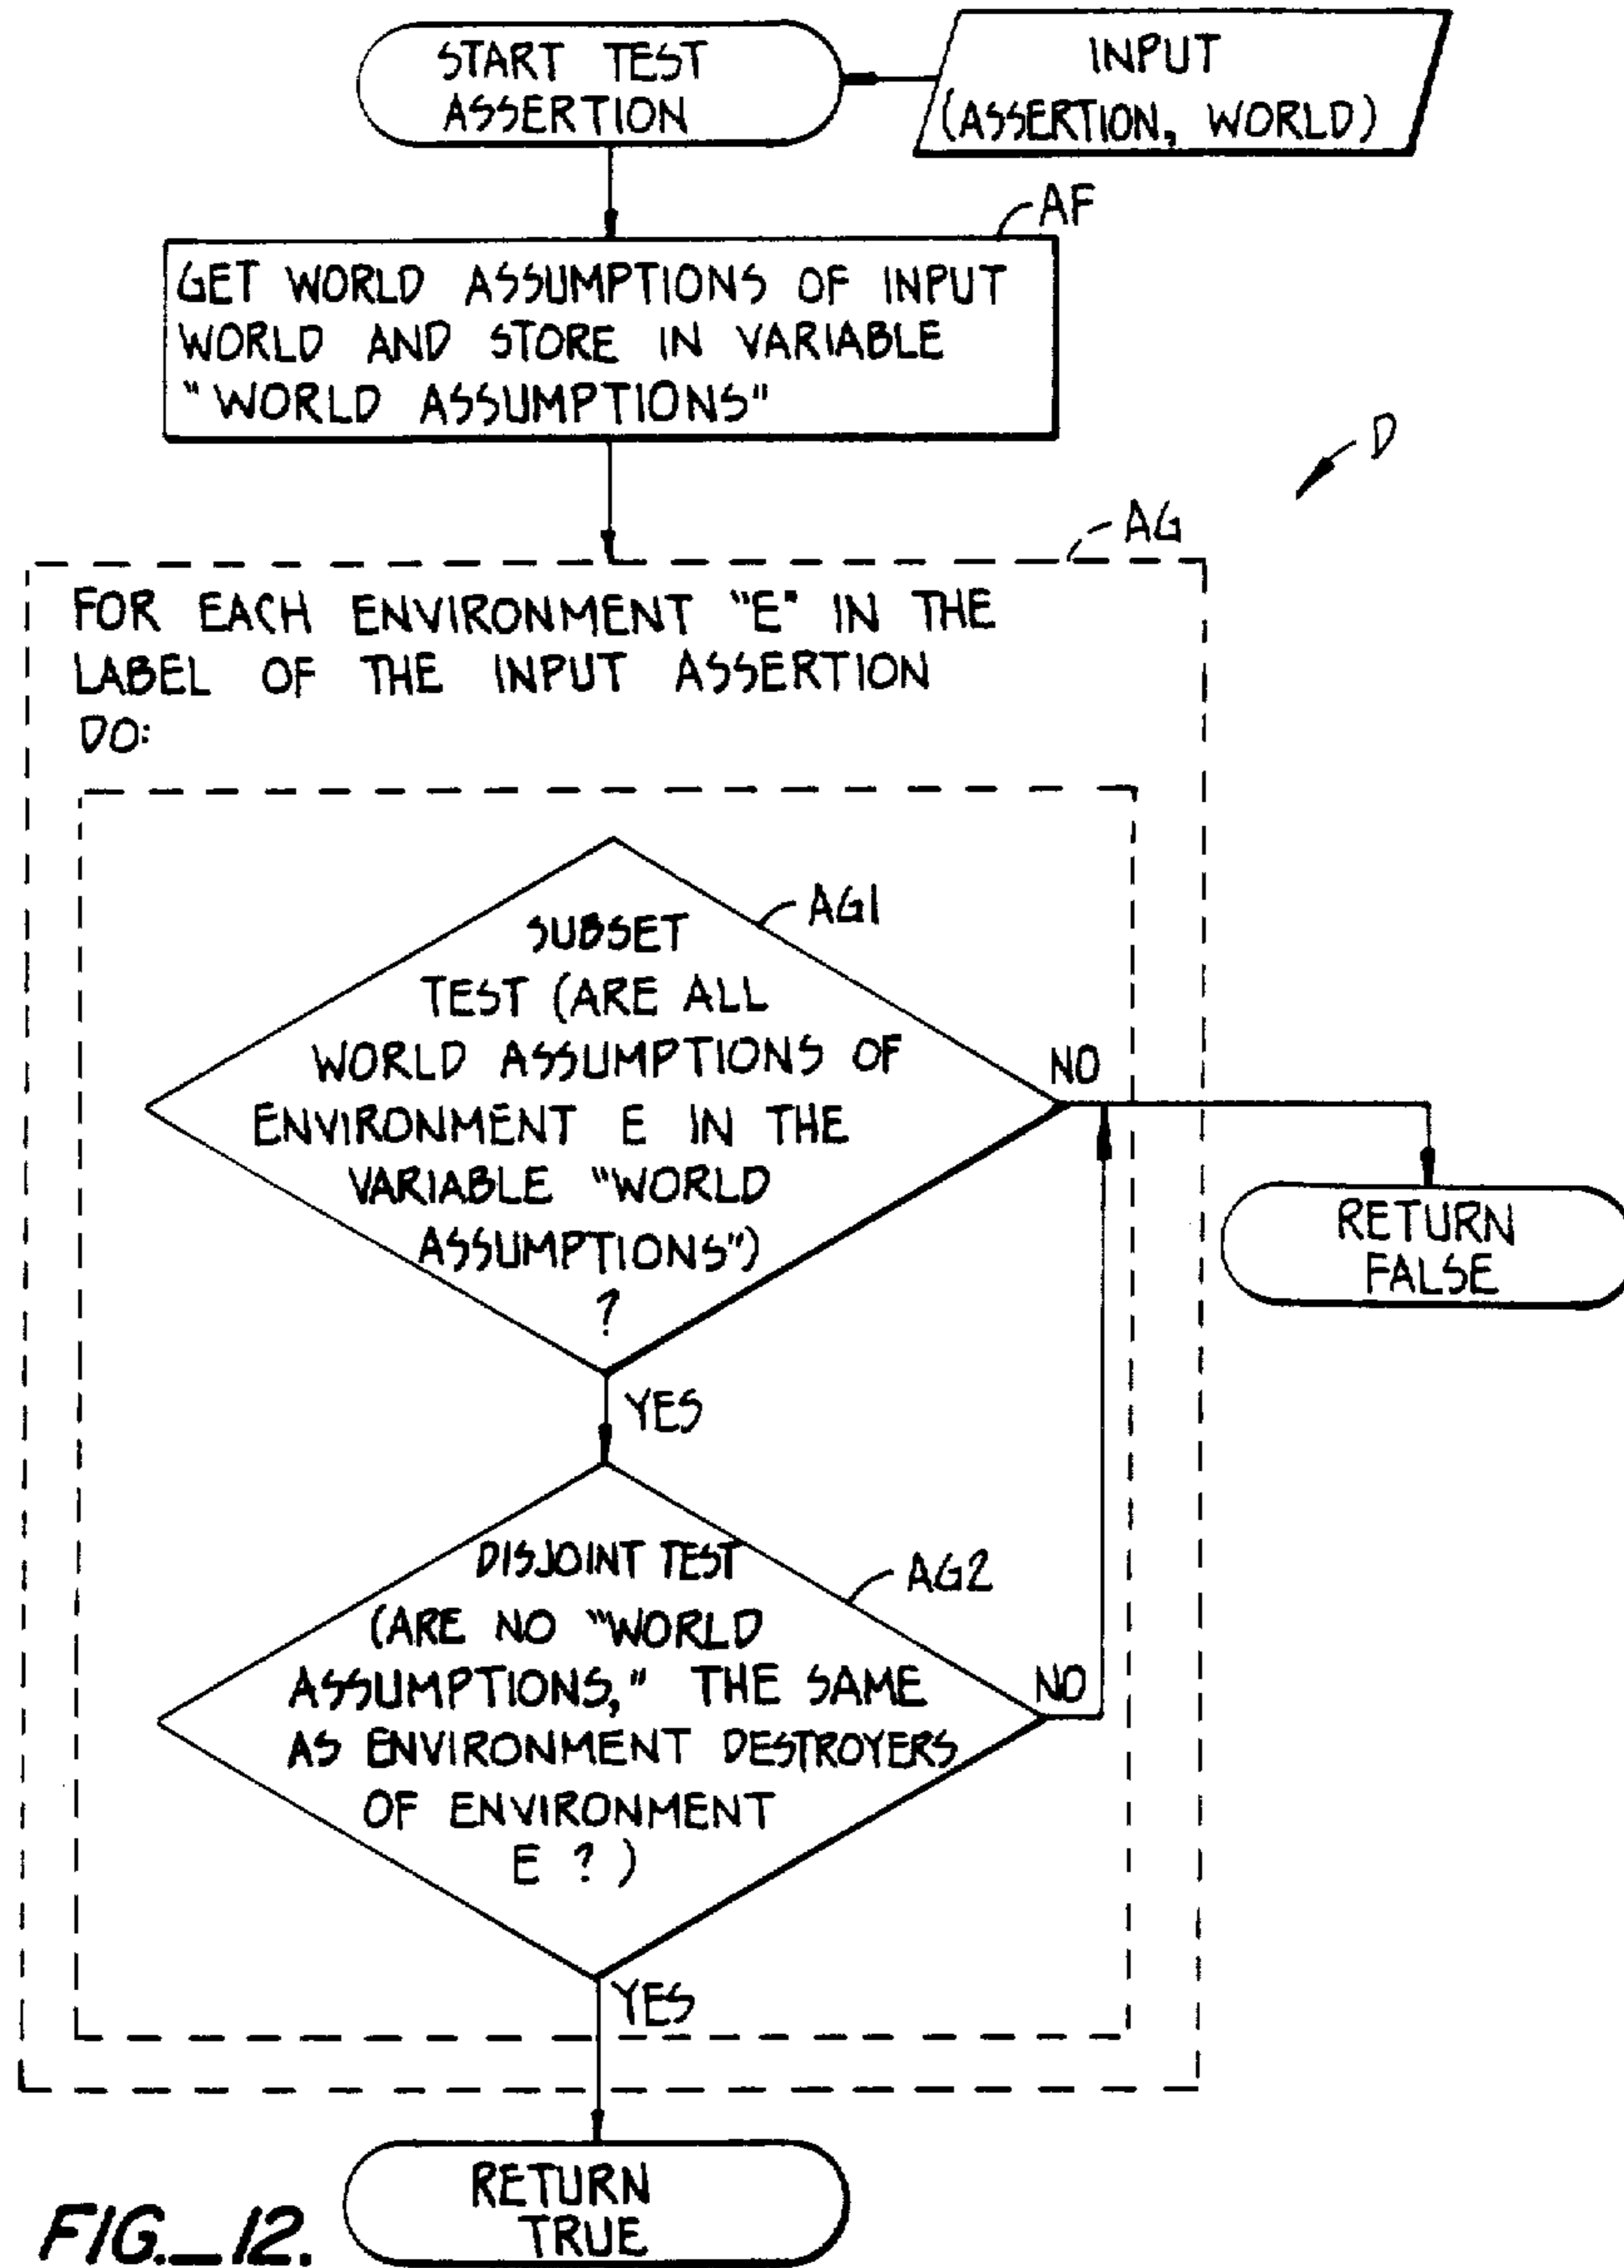 START TEST
ASSERTION
INPUT
(ASSERTION, WORLD)
AF
GET WORLD ASSUMPTIONS OF INPUT
WORLD AND STORE IN VARIABLE
"WORLD ASSUMPTIONS"
D
AG
FOR EACH ENVIRONMENT "E" IN THE
LABEL OF THE INPUT ASSERTION
DO:
AG1
SUBSET
TEST (ARE ALL
WORLD ASSUMPTIONS OF
ENVIRONMENT E IN THE
VARIABLE "WORLD
ASSUMPTIONS")
?
NO
RETURN
FALSE
YES
DISJOINT TEST
AG2
(ARE NO "WORLD
ASSUMPTIONS," THE SAME
AS ENVIRONMENT DESTROYERS
OF ENVIRONMENT
E ? )
NO
YES
RETURN
TRUE
FIG._12.